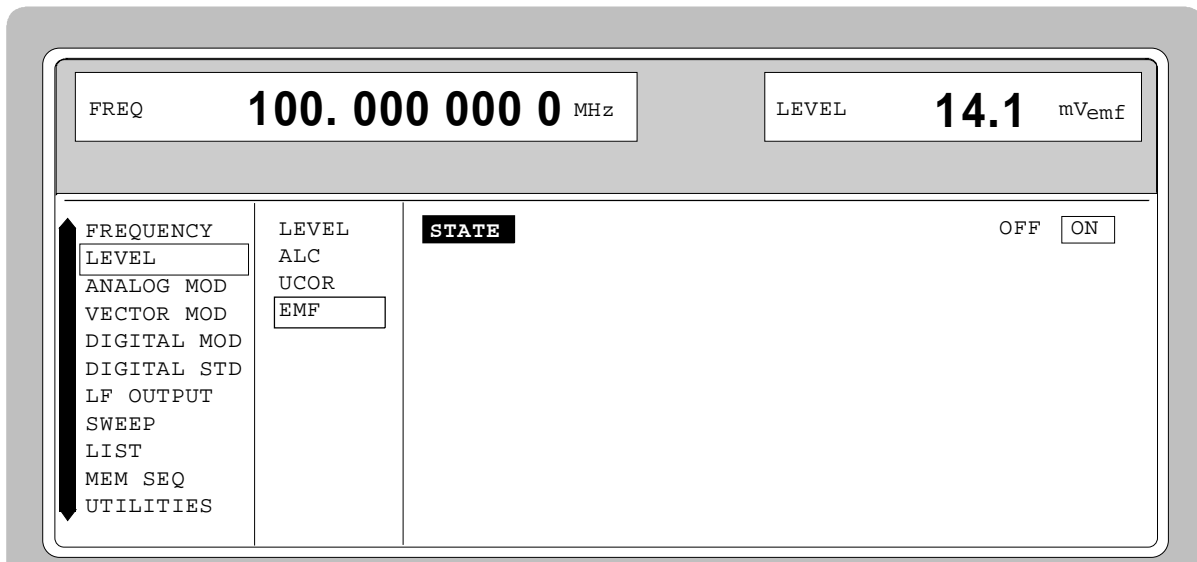 FREQ 100. 000 000 0 MHz
LEVEL 14.1 mVemf
FREQUENCY
LEVEL
ANALOG MOD
VECTOR MOD
DIGITAL MOD
DIGITAL STD
LF OUTPUT
SWEEP
LIST
MEM SEQ
UTILITIES
LEVEL
ALC
UCOR
EMF
STATE OFF ON